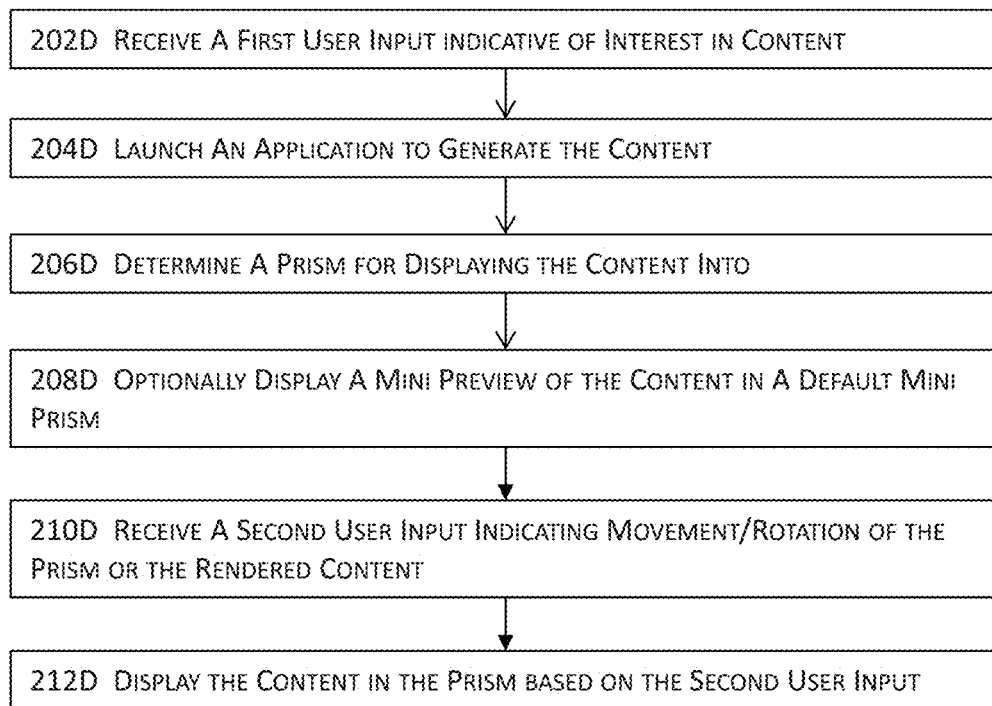 202D RECEIVE A FIRST USER INPUT INDICATIVE OF INTEREST IN CONTENT
204D LAUNCH AN APPLICATION TO GENERATE THE CONTENT
206D DETERMINE A PRISM FOR DISPLAYING THE CONTENT INTO
208D OPTIONALLY DISPLAY A MINI PREVIEW OF THE CONTENT IN A DEFAULT MINI
PRISM
210D RECEIVE A SECOND USER INPUT INDICATING MOVEMENT/ROTATION OF THE
PRISM OR THE RENDERED CONTENT
212D DISPLAY THE CONTENT IN THE PRISM BASED ON THE SECOND USER INPUT